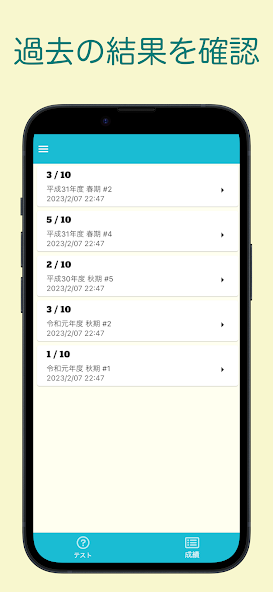 過去の結果を確認
3 / 10
平成31年度 春期 #2
2023/2/07 22:47
5 / 10
平成31年度 春期 #4
2023/2/07 22:47
2 / 10
平成30年度 秋期 #5
2023/2/07 22:47
3 / 10
令和元年度 秋期 #2
2023/2/07 22:47
1 / 10
令和元年度 秋期 #1
2023/2/07 22:47
テスト
成績